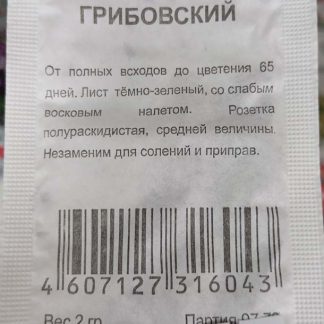 ГРИБОВСКИЙ
От полных всходов до цветения 65
дней. Лист тёмно-зеленый, со слабым
восковым налетом. Розетка
полураскидистая, средней величины.
Незаменим для солений и приправ.
4 607127 316043
Вес 2 гр
Партия